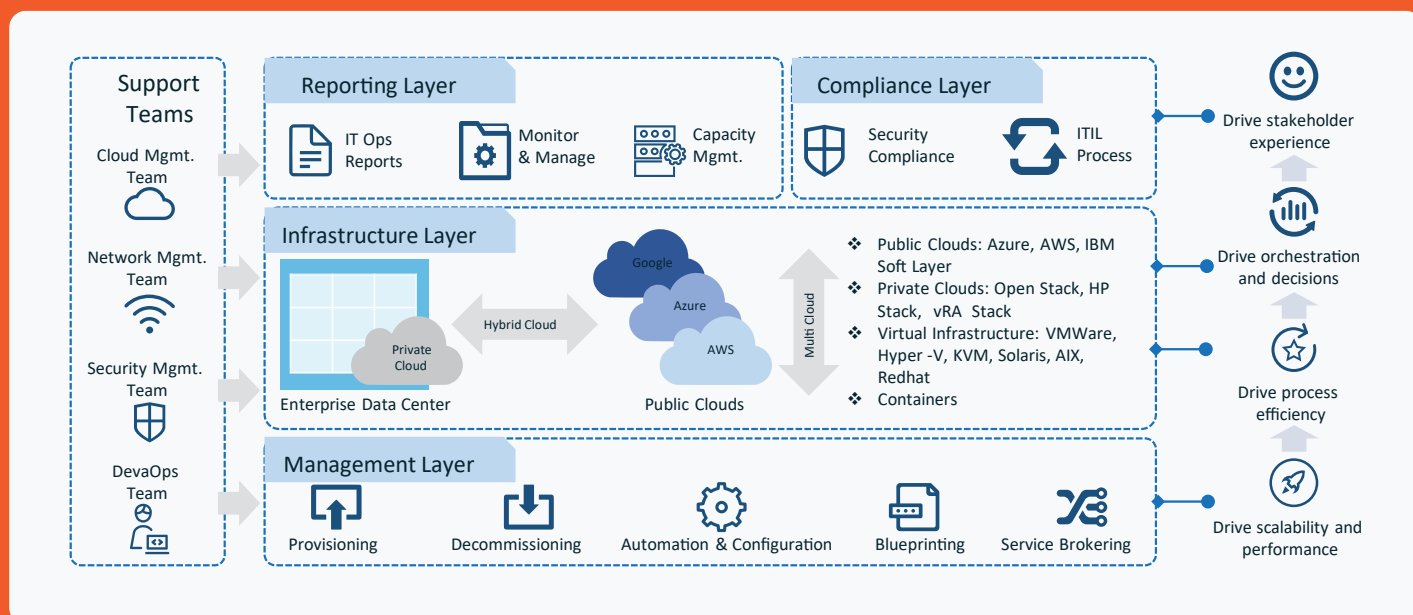 Support
Teams
Cloud Mgmt.
Team
Network Mgmt.
Team
Security Mgmt.
Team
DevaOps
Team
Reporting Layer
IT Ops
Reports
Monitor
& Manage
Capacity
Mgmt.
Compliance Layer
Security
Compliance
ITIL
Process
Infrastructure Layer
Private
Cloud
Enterprise Data Center
Hybrid Cloud
Google
Azure
AWS
Public Clouds
Multi Cloud
❖ Public Clouds: Azure, AWS, IBM
Soft Layer
❖ Private Clouds: Open Stack, HP
Stack, vRA Stack
❖ Virtual Infrastructure: VMWare,
Hyper -V, KVM, Solaris, AIX,
Redhat
❖ Containers
Management Layer
Provisioning
Decommissioning
Automation & Configuration
Blueprinting
Service Brokering
Drive stakeholder
experience
Drive orchestration
and decisions
Drive process
efficiency
Drive scalability and
performance